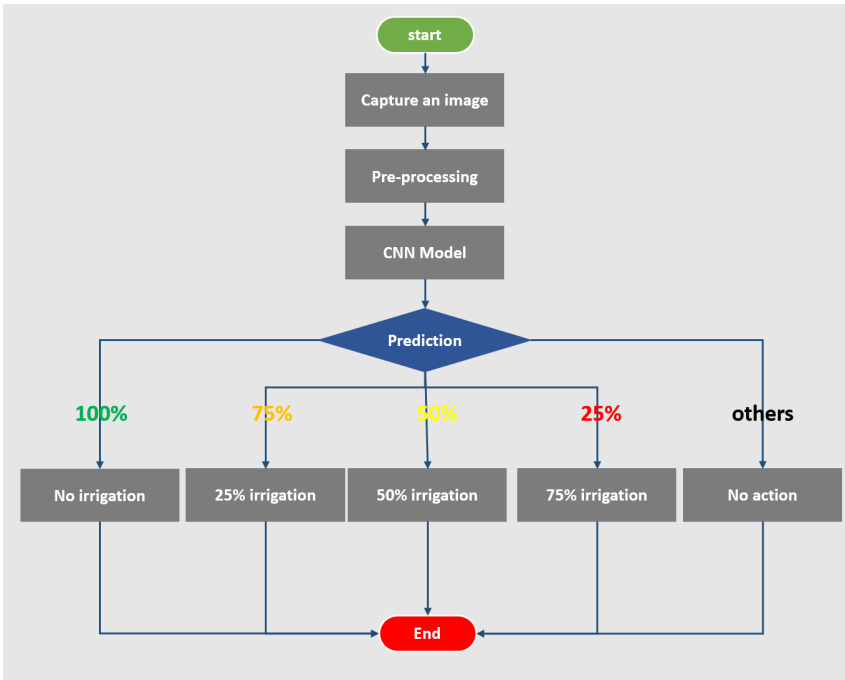 start
Capture an image
Pre-processing
CNN Model
Prediction
100%
75%
50%
25%
others
No irrigation
25% irrigation
50% irrigation
75% irrigation
No action
End